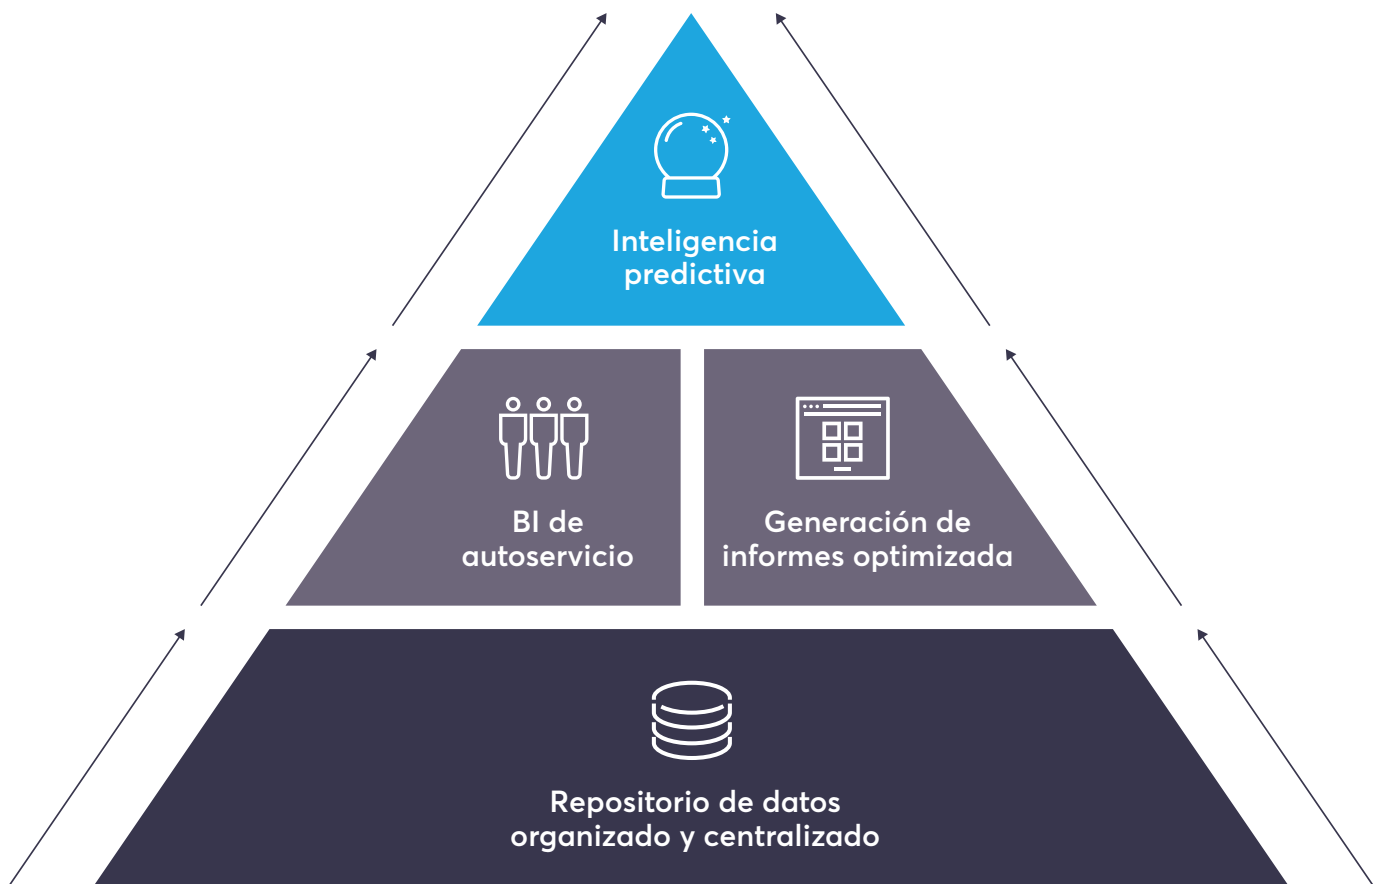 Inteligencia
predictiva
BI de
autoservicio
Generación de
informes optimizada
Repositorio de datos
organizado y centralizado